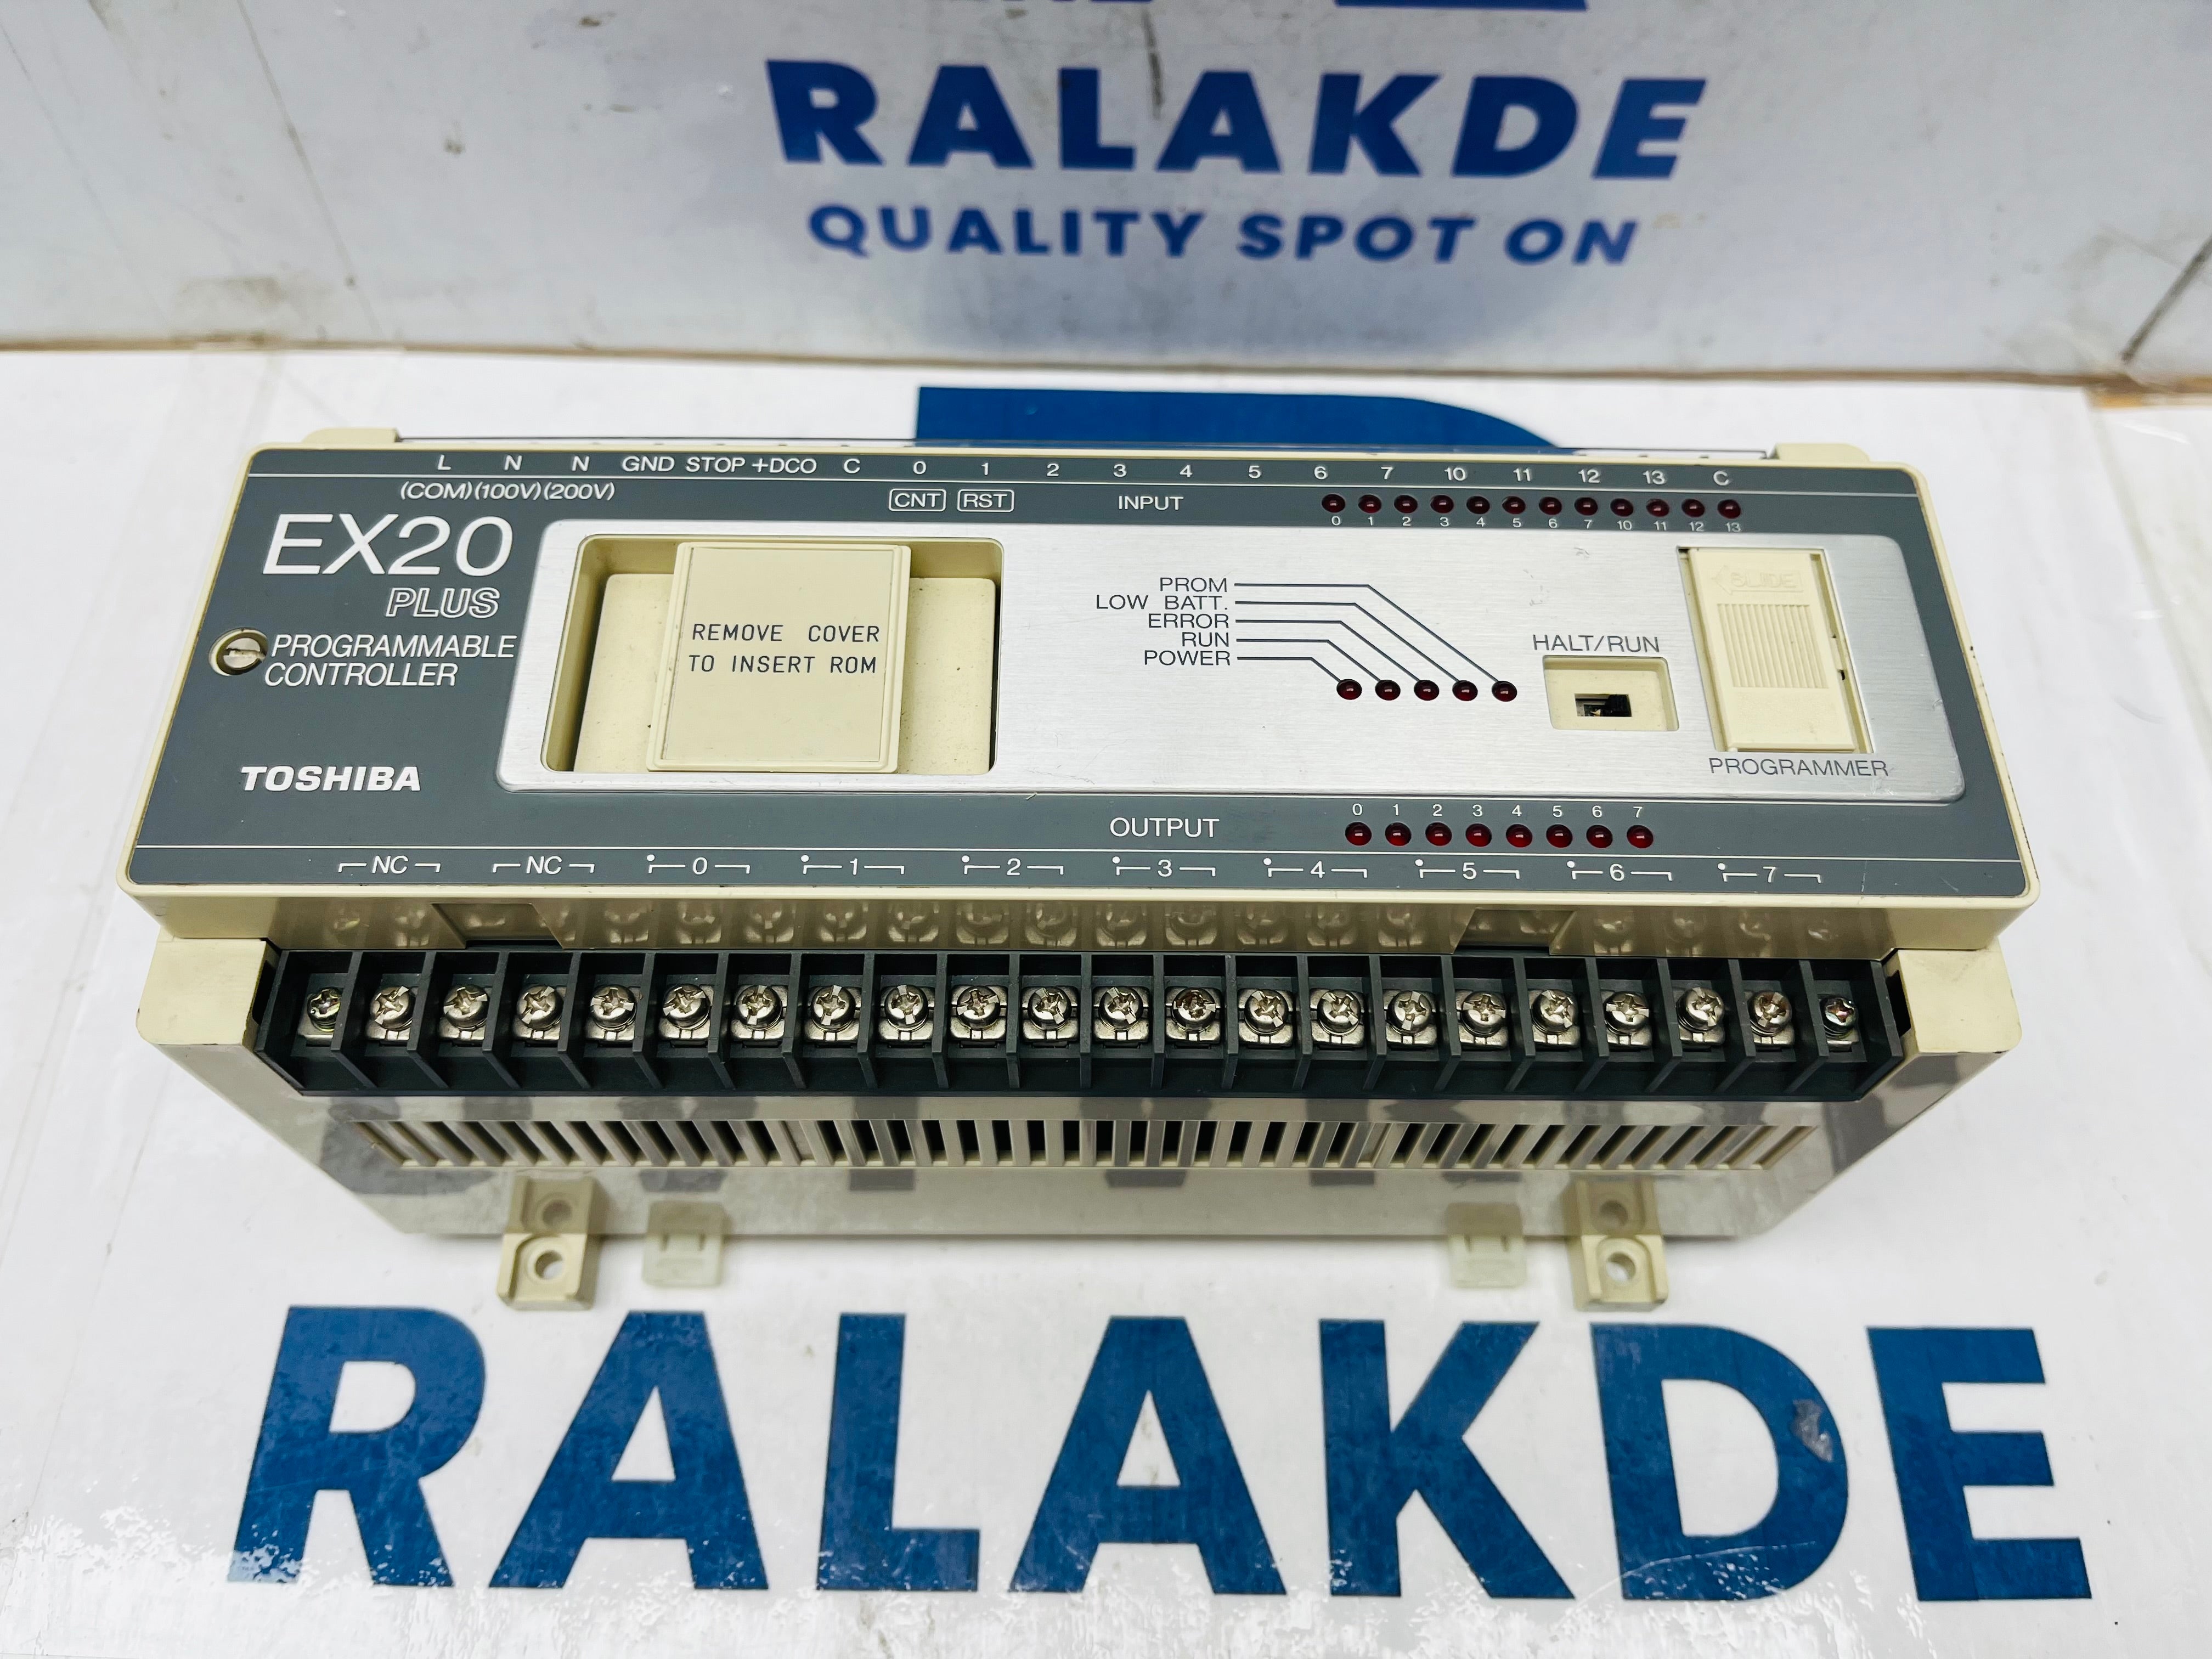 RALAKDE
QUALITY SPOT ON
L N N GND STOP +DCO C 0 1 2 3 4 5 6 7 10 11 12 13 C
(COM) (100V) (200V)
CNT RST INPUT
0 1 2 3 4 5 6 7 10 11 12 13
EX20
PLUS
PROGRAMMABLE
CONTROLLER
TOSHIBA
REMOVE COVER
TO INSERT ROM
PROM
LOW BATT.
ERROR
RUN
POWER
HALT/RUN
SLIDE
PROGRAMMER
OUTPUT
0 1 2 3 4 5 6 7
NC NC 0 1 2 3 4 5 6 7
RALAKDE